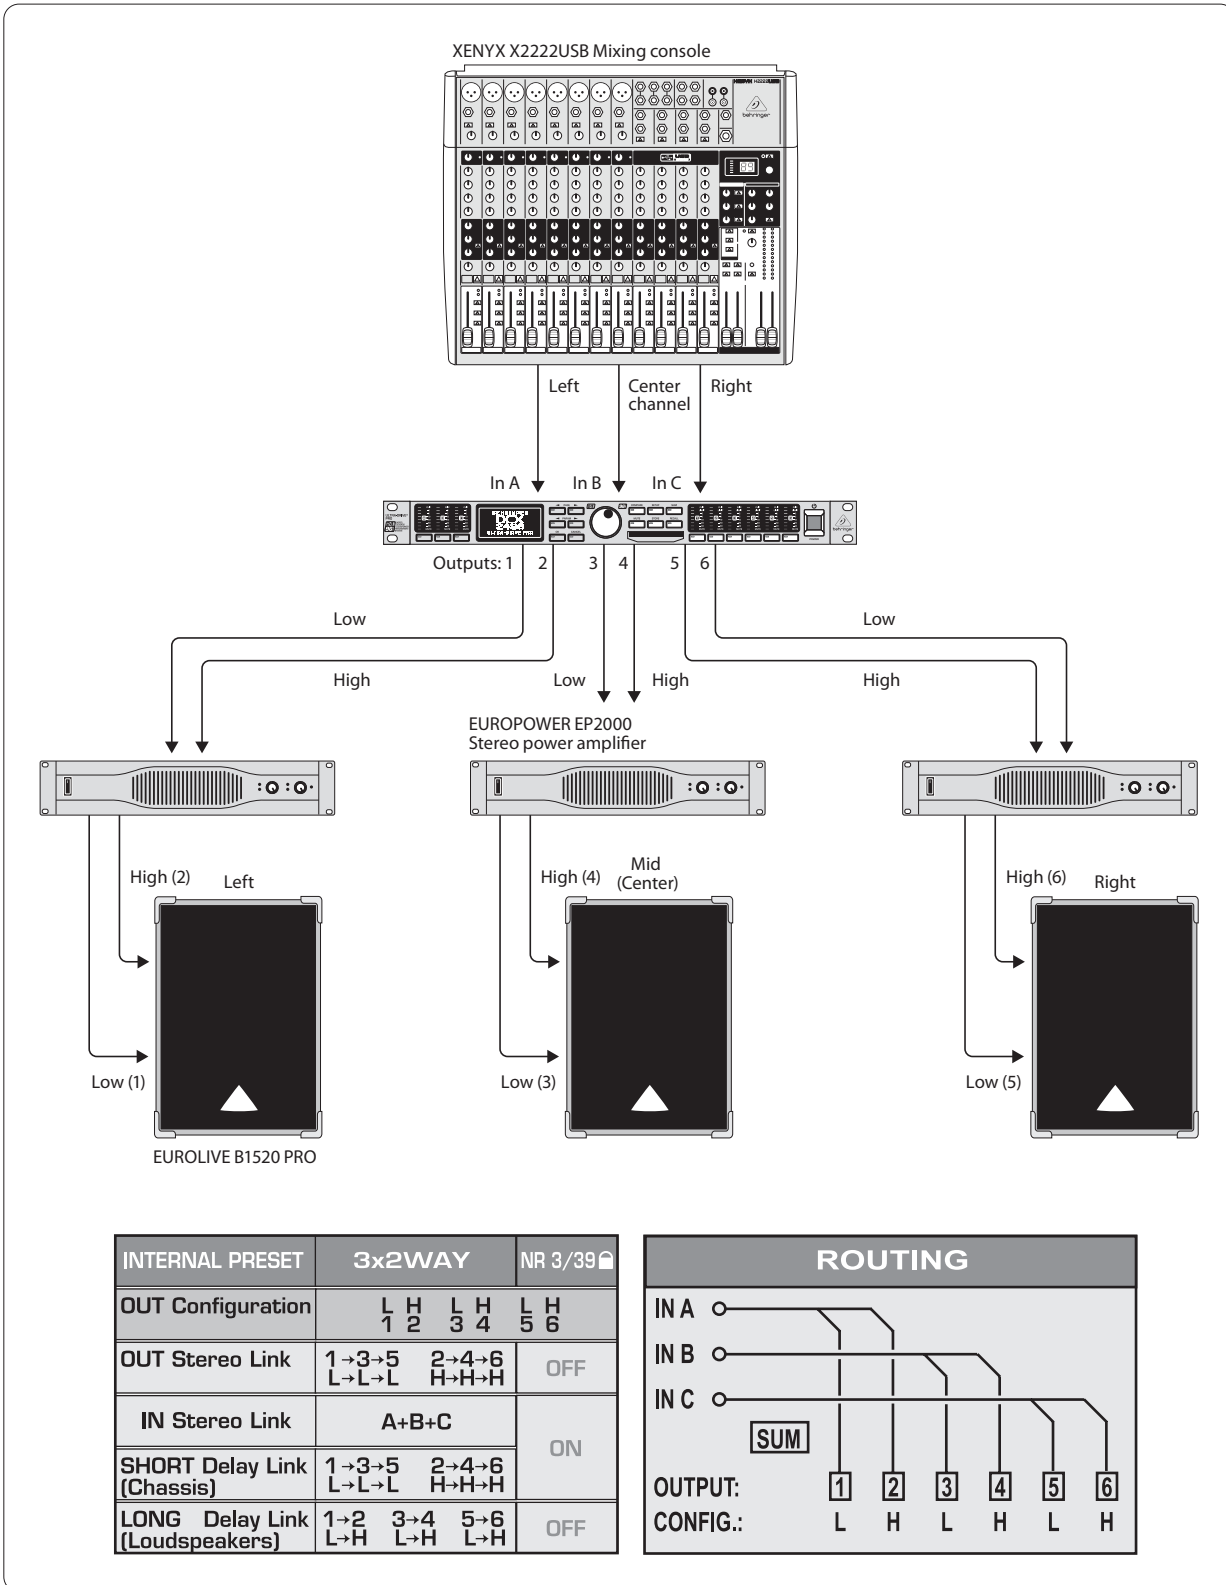 XENYX X2222USB Mixing console
behringer
Left
Center
channel
Right
In A
In B
In C
Outputs: 1 2 3 4 5 6
Low
High
Low
High
Low
High
EUROPOWER EP2000
Stereo power amplifier
High (2)
Left
High (4)
Mid
(Center)
High (6)
Right
Low (1)
Low (3)
Low (5)
EUROLIVE B1520 PRO
INTERNAL PRESET 3x2WAY NR 3/39
OUT Configuration L H L H L H
1 2 3 4 5 6
OUT Stereo Link 1→3→5 2→4→6 OFF
L→L→L H→H→H
IN Stereo Link A+B+C ON
SHORT Delay Link 1→3→5 2→4→6
(Chassis) L→L→L H→H→H
LONG Delay Link 1→2 3→4 5→6 OFF
(Loudspeakers) L→H L→H L→H
ROUTING
IN A
IN B
IN C
SUM
OUTPUT: 1 2 3 4 5 6
CONFIG.: L H L H L H